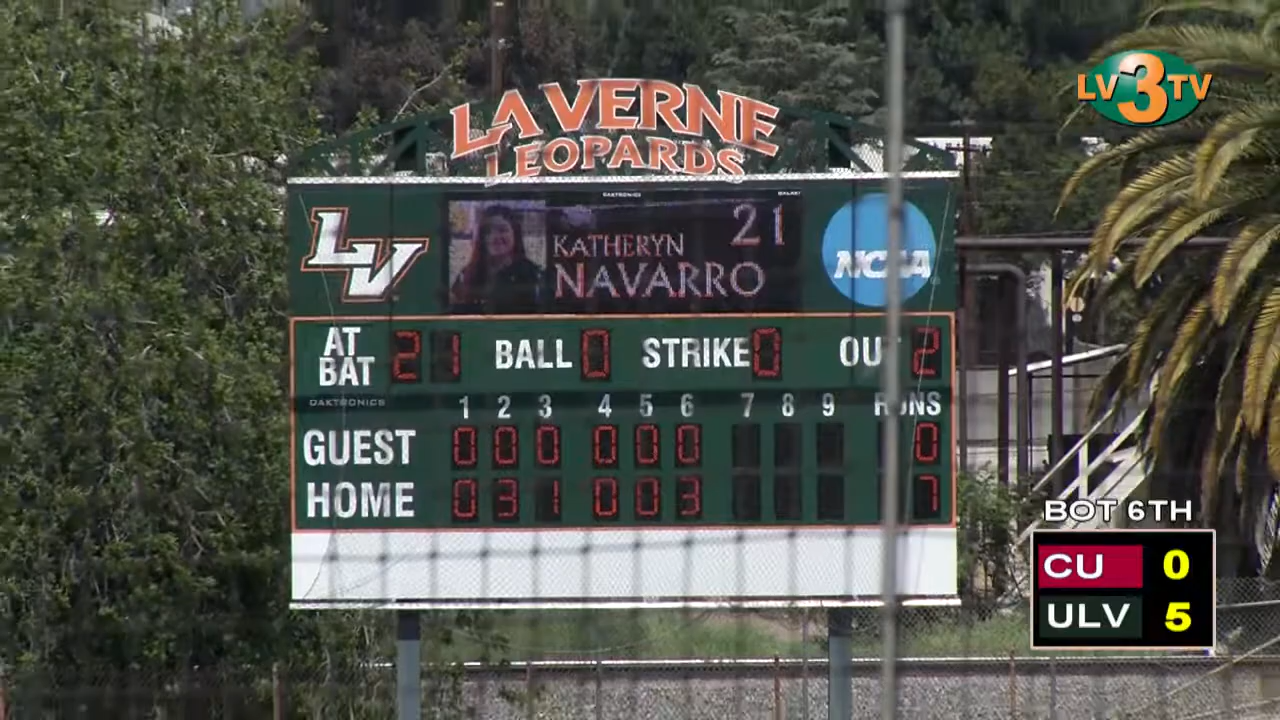 LV3TV
LAVERNE
LEOPARDS
DAKTRONICS GALAXY
LV
KATHERYN 21
NAVARRO
NCAA
AT BAT 21 BALL 0 STRIKE 0 OUT 2
DAKTRONICS 1 2 3 4 5 6 7 8 9 RUNS
GUEST 0 0 0 0 0 0 0
HOME 0 3 1 0 0 3 7
BOT 6TH
CU 0
ULV 5